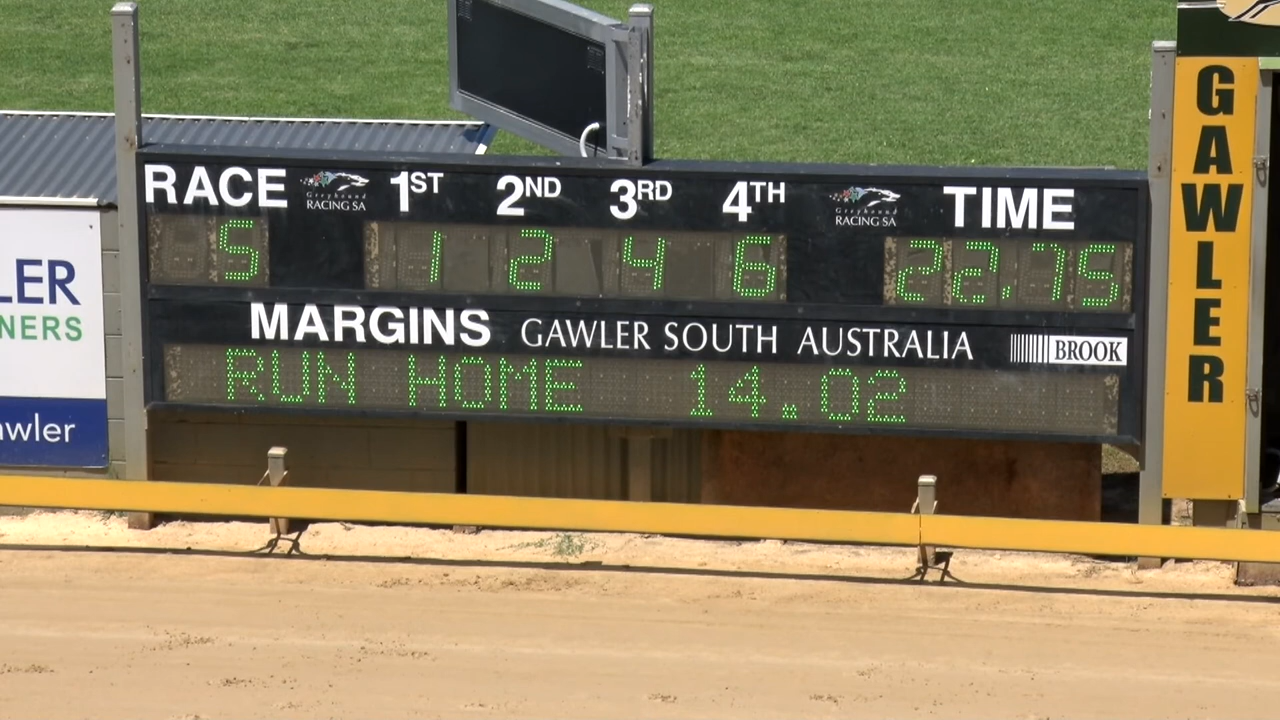 RACE Greyhound RACING SA 1ST 2ND 3RD 4TH Greyhound RACING SA TIME
5 1 2 4 6 22.75
MARGINS GAWLER SOUTH AUSTRALIA BROOK
RUN HOME 14.02
GAWLER
LER
NERS
awler